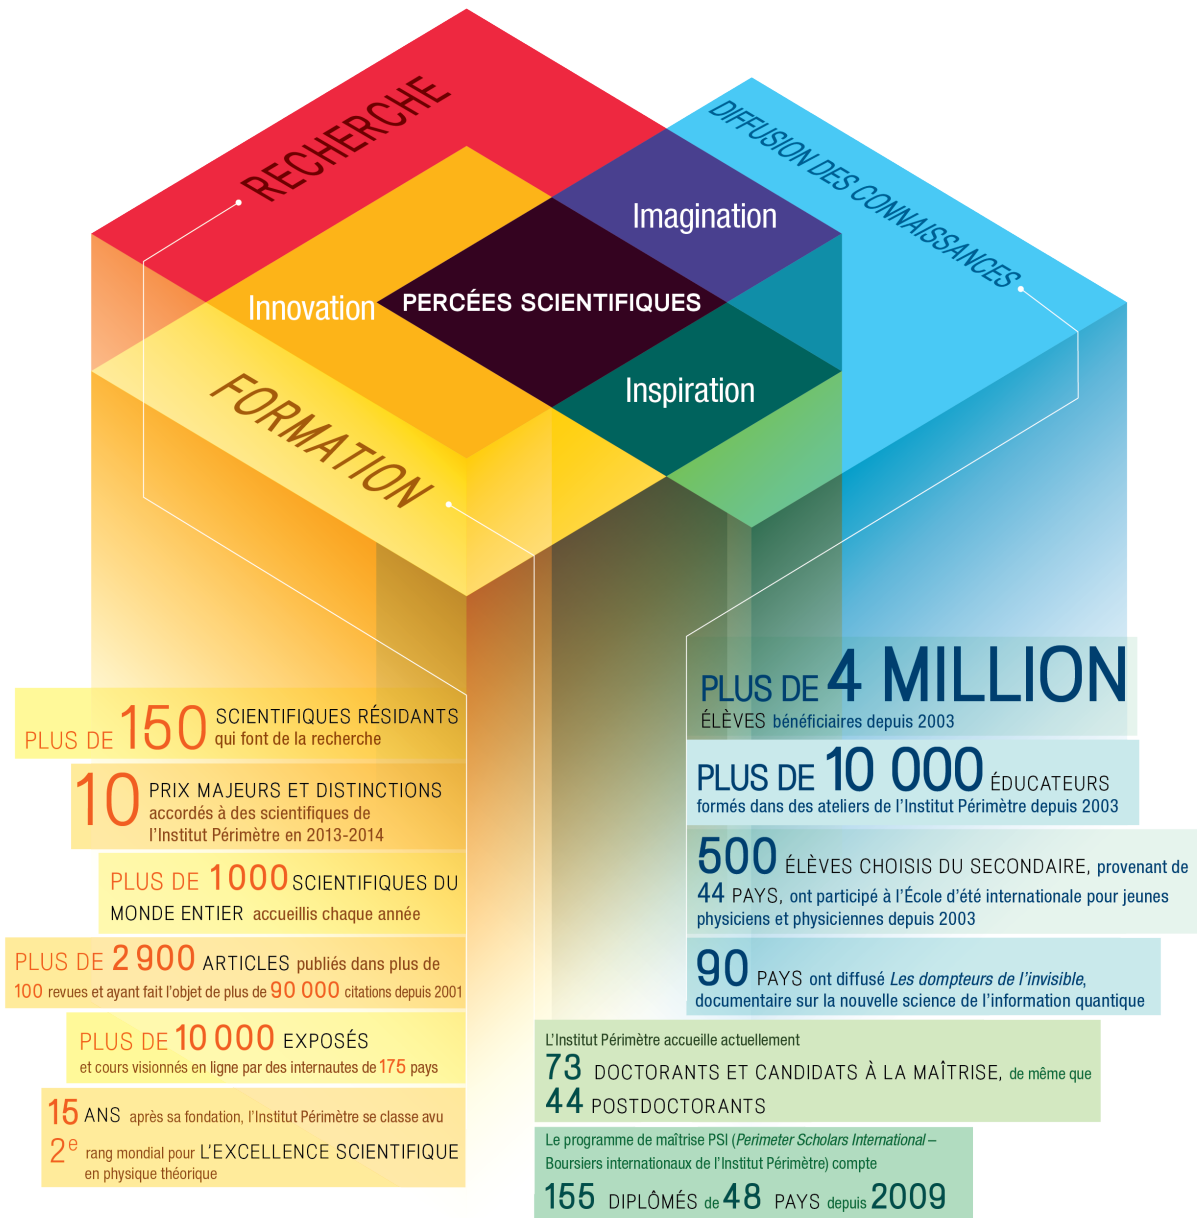 RECHERCHE
DIFFUSION DES CONNAISSANCES
Imagination
Innovation
PERCÉES SCIENTIFIQUES
Inspiration
FORMATION
PLUS DE 150 SCIENTIFIQUES RÉSIDANTS
qui font de la recherche
10 PRIX MAJEURS ET DISTINCTIONS
accordés à des scientifiques de
l'Institut Périmètre en 2013-2014
PLUS DE 1000 SCIENTIFIQUES DU
MONDE ENTIER accueillis chaque année
PLUS DE 2 900 ARTICLES publiés dans plus de
100 revues et ayant fait l'objet de plus de 90 000 citations depuis 2001
PLUS DE 10 000 EXPOSÉS
et cours visionnés en ligne par des internautes de 175 pays
15 ANS après sa fondation, l'Institut Périmètre se classe avu
2e rang mondial pour L'EXCELLENCE SCIENTIFIQUE
en physique théorique
PLUS DE 4 MILLION
ÉLÈVES bénéficiaires depuis 2003
PLUS DE 10 000 ÉDUCATEURS
formés dans des ateliers de l'Institut Périmètre depuis 2003
500 ÉLÈVES CHOISIS DU SECONDAIRE, provenant de
44 PAYS, ont participé à l'École d'été internationale pour jeunes
physiciens et physiciennes depuis 2003
90 PAYS ont diffusé Les dompteurs de l'invisible,
documentaire sur la nouvelle science de l'information quantique
L'Institut Périmètre accueille actuellement
73 DOCTORANTS ET CANDIDATS À LA MAÎTRISE, de même que
44 POSTDOCTORANTS
Le programme de maîtrise PSI (Perimeter Scholars International –
Boursiers internationaux de l'Institut Périmètre) compte
155 DIPLÔMÉS de 48 PAYS depuis 2009